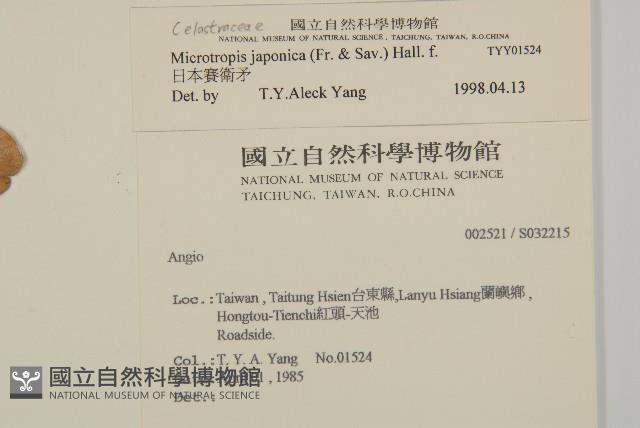 Celastraceae
國立自然科學博物館
NATIONAL MUSEUM OF NATURAL SCIENCE , TAICHUNG, TAIWAN, R.O.CHINA
Microtropis japonica (Fr. & Sav.) Hall. f. TYY01524
日本賽衛矛
Det. by T.Y.Aleck Yang 1998.04.13
國立自然科學博物館
NATIONAL MUSEUM OF NATURAL SCIENCE
TAICHUNG, TAIWAN, R.O.CHINA
002521 / S032215
Angio
Loc.:Taiwan , Taitung Hsien台東縣,Lanyu Hsiang蘭嶼鄉 ,
Hongtou-Tienchi紅頭-天池
Roadside.
Col.:T. Y. A. Yang No.01524
, 1985
Det.:
國立自然科學博物館
NATIONAL MUSEUM OF NATURAL SCIENCE